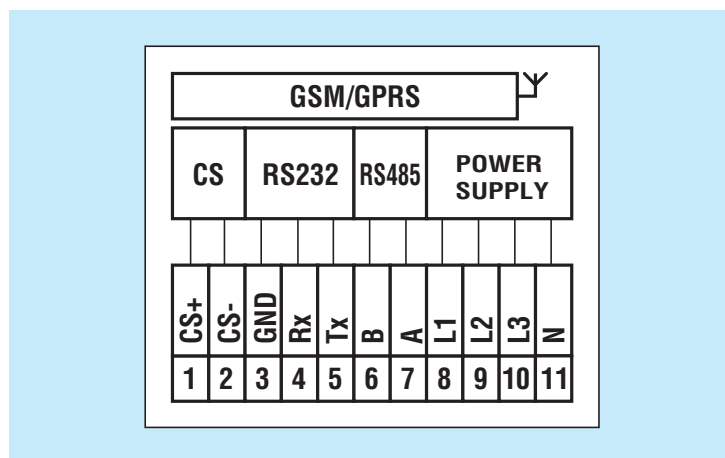 GSM/GPRS
CS RS232 RS485 POWER
SUPPLY
CS+ CS- GND Rx Tx B A L1 L2 L3 N
1 2 3 4 5 6 7 8 9 10 11